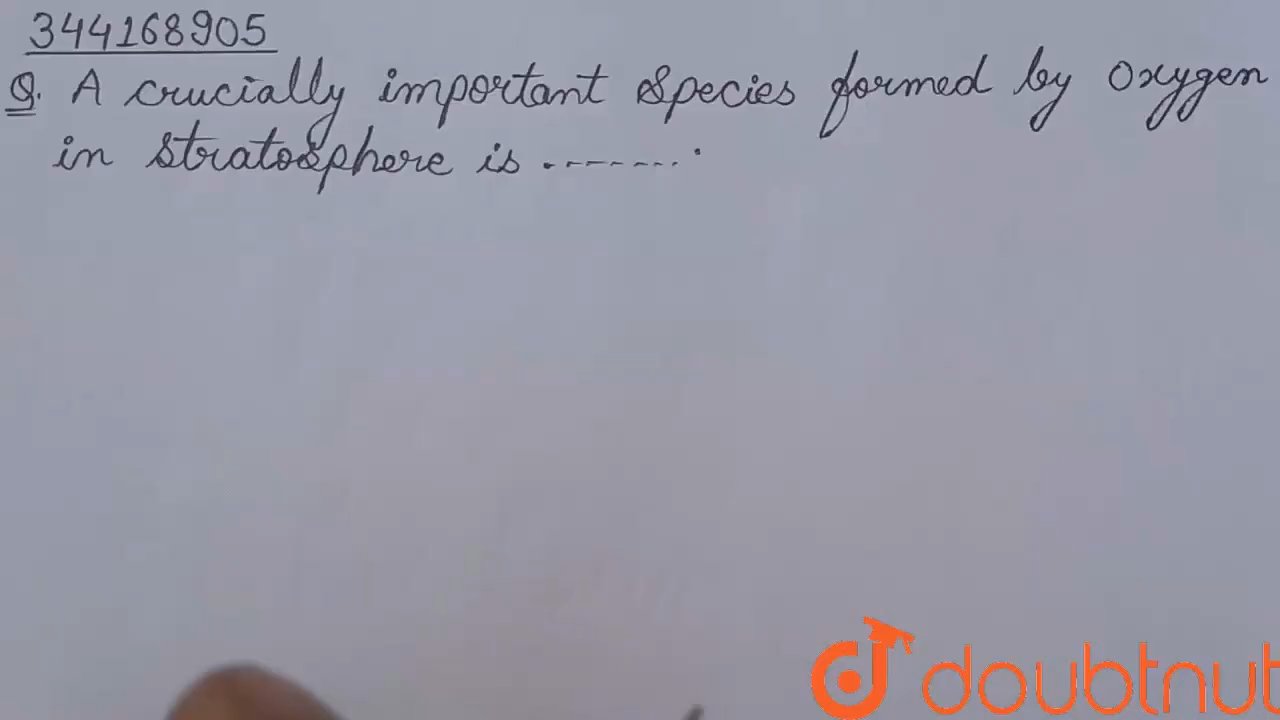 344168905
Q. A crucially important species formed by oxygen
in stratosphere is .......
doubtnut